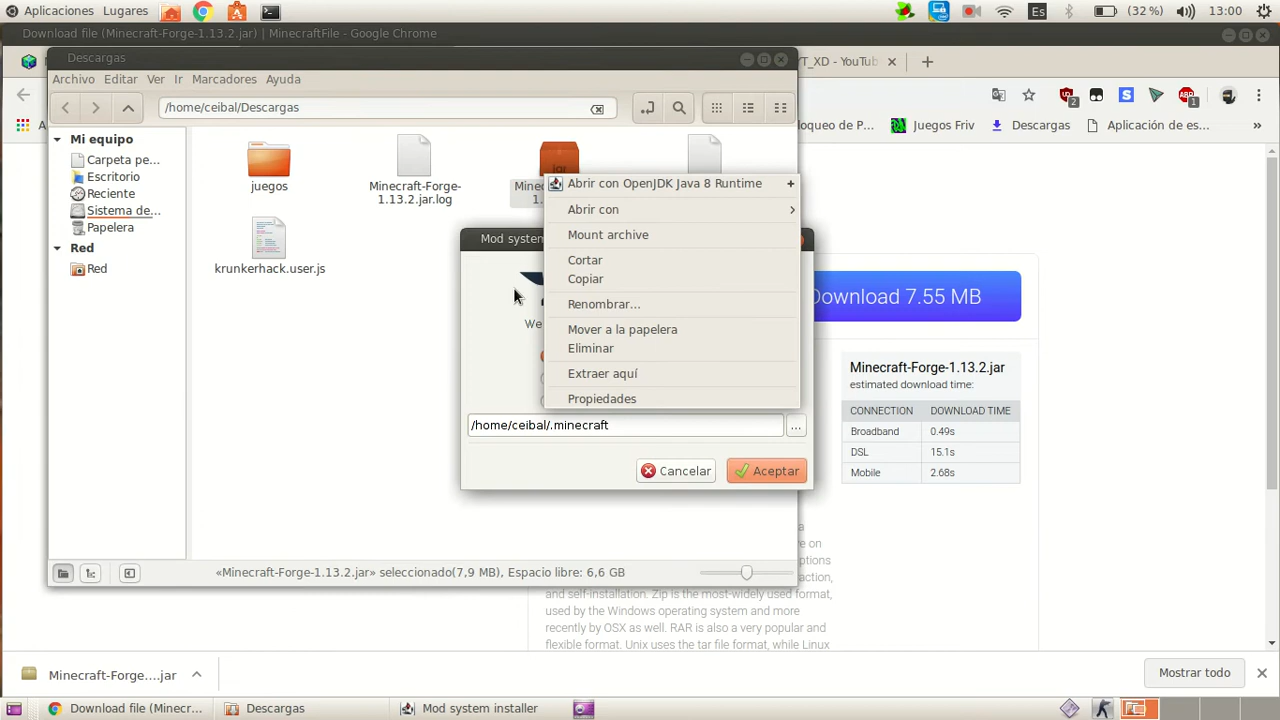 Aplicaciones Lugares Es (32 %) 13:00
Download file (Minecraft-Forge-1.13.2.jar) | MinecraftFile - Google Chrome
Descargas
YT_XD - YouTub
Archivo Editar Ver Ir Marcadores Ayuda
/home/ceibal/Descargas
2 1
loqueo de P... Juegos Friv Descargas Aplicación de es... »
Mi equipo
Carpeta pe...
Escritorio
Reciente
Sistema de...
Papelera
Red
Red
juegos
Minecraft-Forge-
1.13.2.jar.log
jar
Minec
1.
krunkerhack.user.js
Abrir con OpenJDK Java 8 Runtime +
Abrir con
Mount archive
Cortar
Copiar
Renombrar...
Mover a la papelera
Eliminar
Extraer aquí
Propiedades
Mod system
We
/home/ceibal/.minecraft
...
Cancelar
Aceptar
Download 7.55 MB
Minecraft-Forge-1.13.2.jar
estimated download time:
CONNECTION DOWNLOAD TIME
Broadband 0.49s
DSL 15.1s
Mobile 2.68s
a
ve on
ptions
action,
and self-installation. Zip is the most-widely used format,
used by the Windows operating system and more
recently by OSX as well. RAR is also a very popular and
flexible format. Unix uses the tar file format, while Linux
«Minecraft-Forge-1.13.2.jar» seleccionado(7,9 MB), Espacio libre: 6,6 GB
Minecraft-Forge....jar
Mostrar todo
Download file (Minecr... Descargas Mod system installer